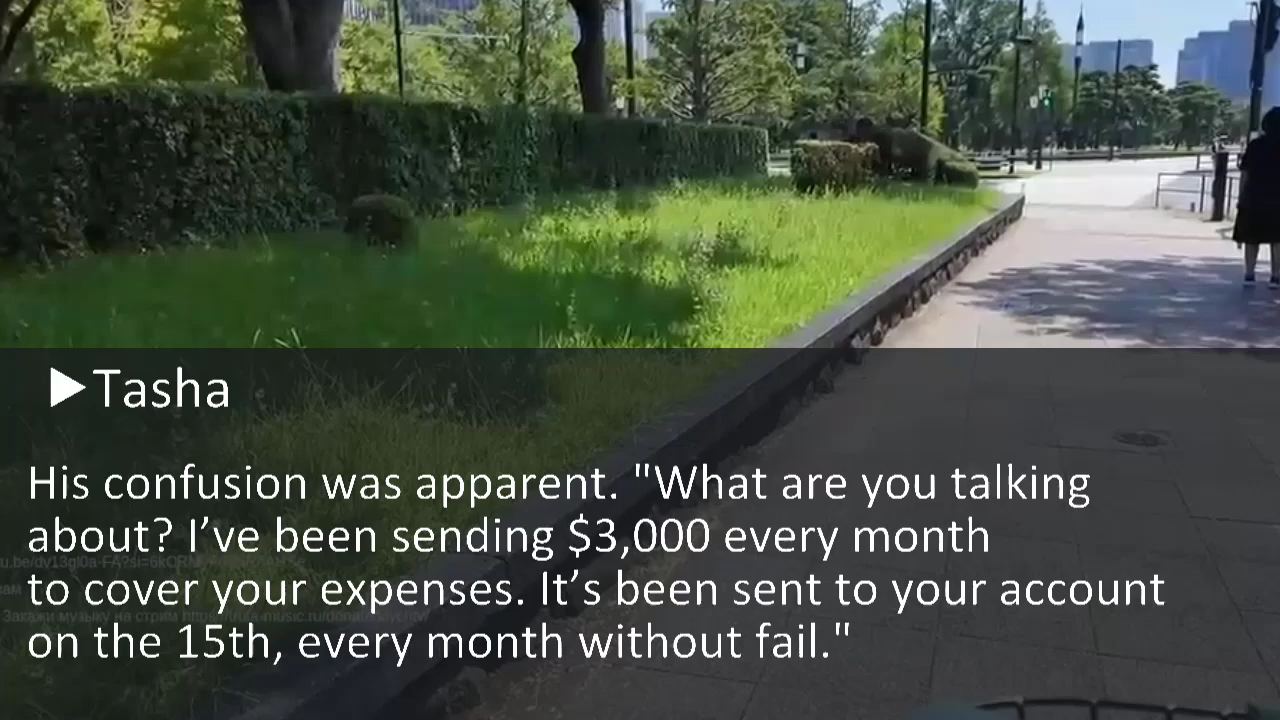 ▶Tasha
His confusion was apparent. "What are you talking
about? I’ve been sending $3,000 every month
to cover your expenses. It’s been sent to your account
on the 15th, every month without fail."